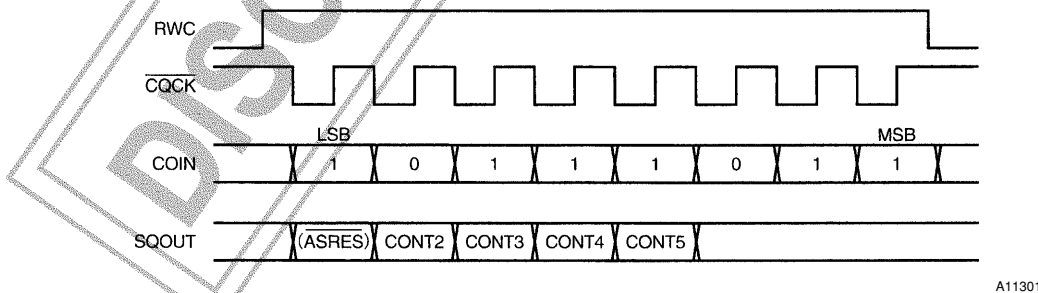 RWC
CQCK
LSB MSB
COIN 1 0 1 1 1 0 1 1
SQOUT (ASRES) CONT2 CONT3 CONT4 CONT5
A11301
DISCO